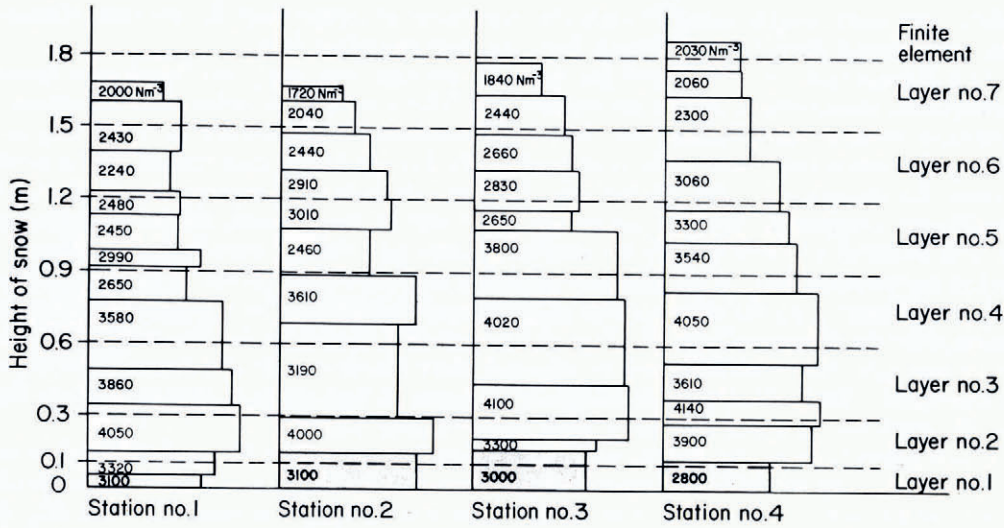 Finite
element
Layer no.7
Layer no.6
Layer no.5
Layer no.4
Layer no.3
Layer no.2
Layer no.1
Height of snow (m)
1.8
1.5
1.2
0.9
0.6
0.3
0.1
0
2000 Nm⁻³
2430
2240
2480
2450
2990
2650
3580
3860
4050
3320
3100
Station no.1
1720 Nm⁻³
2040
2440
2910
3010
2460
3610
3190
4000
3100
Station no.2
1840 Nm⁻³
2440
2660
2830
2650
3800
4020
4100
3300
3000
Station no.3
2030 Nm⁻³
2060
2300
3060
3300
3540
4050
3610
4140
3900
2800
Station no.4